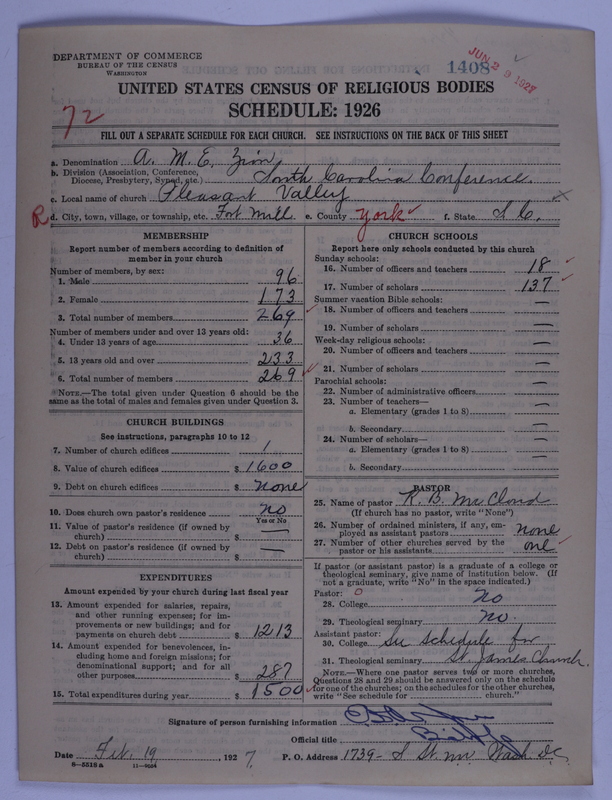 DEPARTMENT OF COMMERCE
BUREAU OF THE CENSUS
WASHINGTON
1408
JUN 2 9 1927
UNITED STATES CENSUS OF RELIGIOUS BODIES
SCHEDULE: 1926
72
FILL OUT A SEPARATE SCHEDULE FOR EACH CHURCH. SEE INSTRUCTIONS ON THE BACK OF THIS SHEET
a. Denomination A. M. E. Zion
b. Division (Association, Conference, Diocese, Presbytery, Synod, etc.) South Carolina Conference
c. Local name of church Pleasant Valley
R d. City, town, village, or township, etc. Fort Mill e. County York f. State S C.
MEMBERSHIP
Report number of members according to definition of
member in your church
Number of members, by sex:
1. Male 96
2. Female 173
3. Total number of members 269
Number of members under and over 13 years old:
4. Under 13 years of age 36
5. 13 years old and over 233
6. Total number of members 269
NOTE.—The total given under Question 6 should be
same as the total of males and females given under Question 3.
CHURCH BUILDINGS
See instructions, paragraphs 10 to 12
7. Number of church edifices 1
8. Value of church edifices $ 1600
9. Debt on church edifices $ none
10. Does church own pastor's residence? no
Yes or No
11. Value of pastor's residence (if owned by
church) $ —
12. Debt on pastor's residence (if owned by
church) $ —
EXPENDITURES
Amount expended by your church during last fiscal year
13. Amount expended for salaries, repairs,
and other running expenses; for improvements
or new buildings; and for
payments on church debt $ 1213
14. Amount expended for benevolences, including
home and foreign missions; for
denominational support; and for all
other purposes $ 287
15. Total expenditures during year $ 1500
CHURCH SCHOOLS
Report here only schools conducted by this church
Sunday schools:
16. Number of officers and teachers 18
17. Number of scholars 137
Summer vacation Bible schools:
18. Number of officers and teachers —
19. Number of scholars —
Week-day religious schools:
20. Number of officers and teachers —
21. Number of scholars —
Parochial schools:
22. Number of administrative officers —
23. Number of teachers—
a. Elementary (grades 1 to 8) —
b. Secondary —
24. Number of scholars—
a. Elementary (grades 1 to 8) —
b. Secondary —
PASTOR
25. Name of pastor R. B. McCloud
(If church has no pastor, write "None")
26. Number of ordained ministers, if any, employed
as assistant pastors none
27. Number of other churches served by the
pastor or his assistants one
If pastor (or assistant pastor) is a graduate of a college or
theological seminary, give name of institution below. (If
not a graduate, write "No" in the space indicated.)
Pastor: 0
28. College No
29. Theological seminary No.
Assistant pastor:
30. College See schedule for
31. Theological seminary St. James Church.
NOTE.—Where one pastor serves two or more churches,
Questions 28 and 29 should be answered only on the schedule
for one of the churches; on the schedules for the other churches,
write "See schedule for church."
Signature of person furnishing information
Official title Bishop
Date Feb. 19, 1927 P. O. Address 1739- S St. nw Wash DC
8—5518 a 11—9094